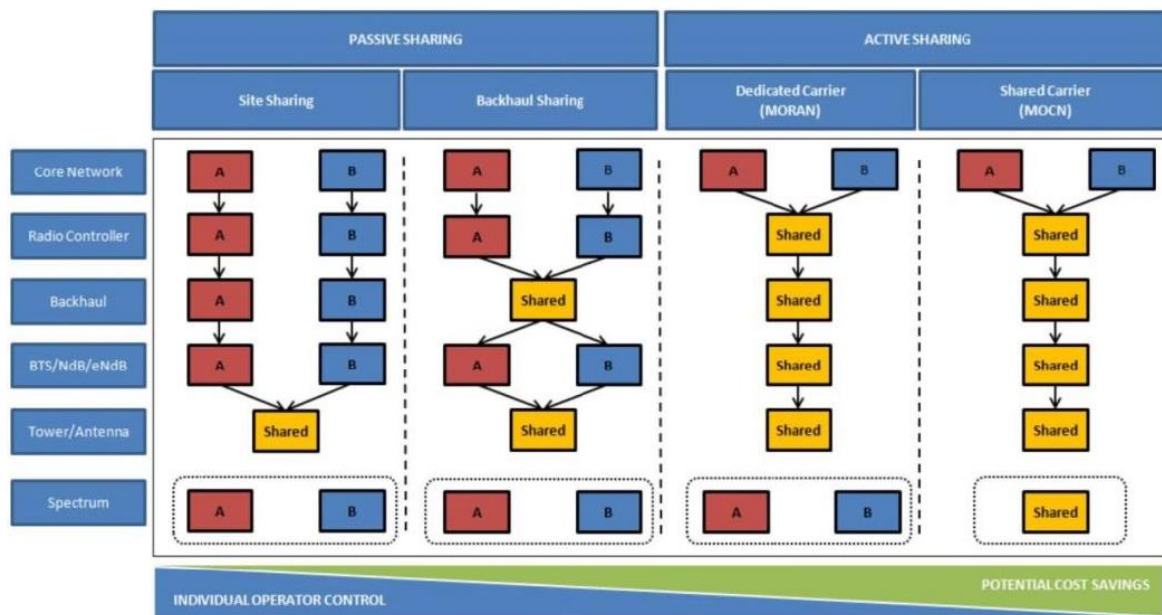 PASSIVE SHARING
ACTIVE SHARING
Site Sharing
Backhaul Sharing
Dedicated Carrier
(MORAN)
Shared Carrier
(MOCN)
Core Network
A
B
A
B
A
B
A
B
Radio Controller
A
B
A
B
Shared
Shared
Backhaul
A
B
Shared
Shared
Shared
BTS/NdB/eNdB
A
B
A
B
Shared
Shared
Tower/Antenna
Shared
Shared
Shared
Shared
Spectrum
A
B
A
B
A
B
Shared
POTENTIAL COST SAVINGS
INDIVIDUAL OPERATOR CONTROL